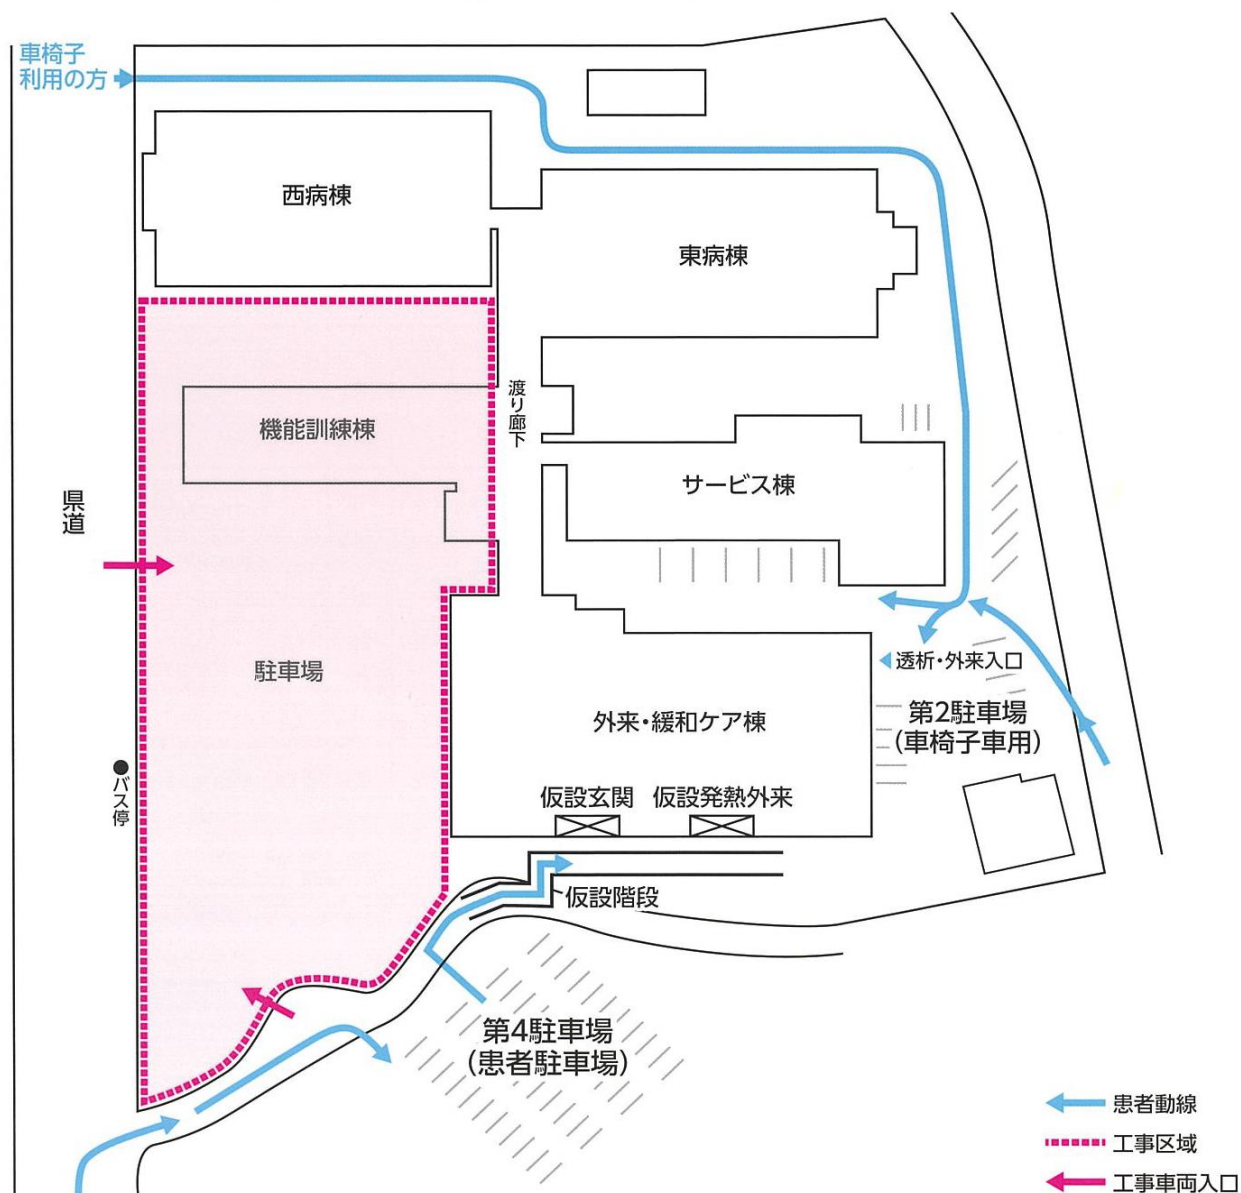 車椅子
利用の方
西病棟
東病棟
機能訓練棟
渡り廊下
サービス棟
県道
駐車場
透析・外来入口
外来・緩和ケア棟
第2駐車場
(車椅子車用)
バス停
仮設玄関
仮設発熱外来
仮設階段
第4駐車場
(患者駐車場)
患者動線
工事区域
工事車両入口